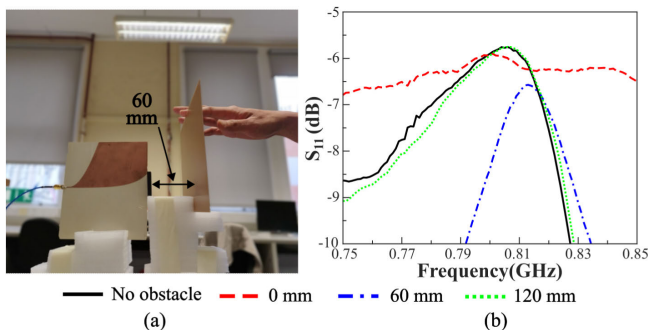 60
mm
S11 (dB)
-5
-6
-7
-8
-9
-10
0.75
0.77
0.79
0.81
0.83
0.85
Frequency(GHz)
No obstacle
0 mm
60 mm
120 mm
(a)
(b)